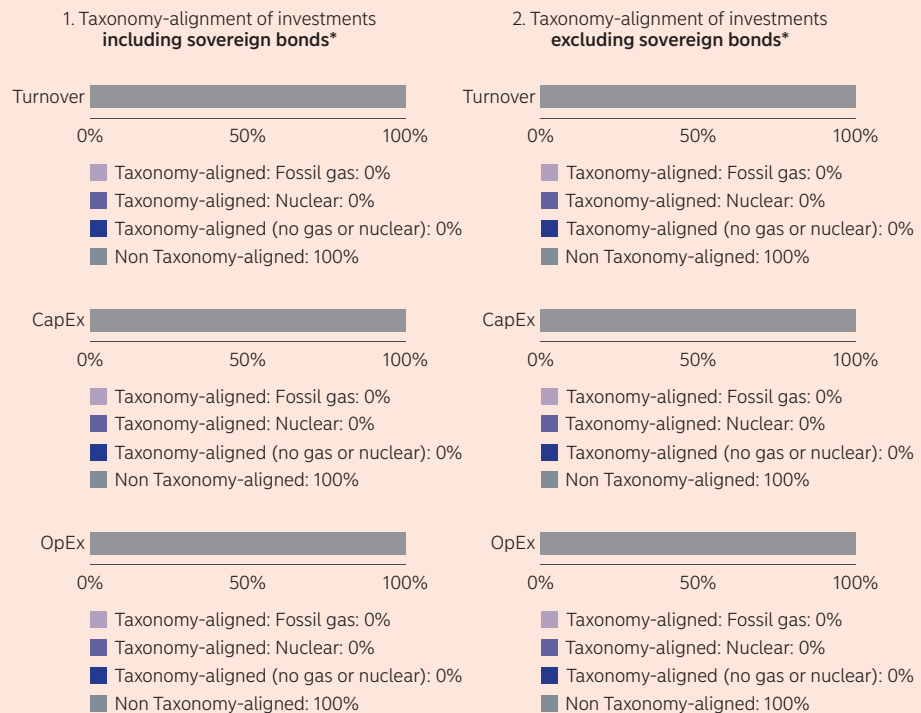 1. Taxonomy-alignment of investments
including sovereign bonds*
Turnover
0% 50% 100%
Taxonomy-aligned: Fossil gas: 0%
Taxonomy-aligned: Nuclear: 0%
Taxonomy-aligned (no gas or nuclear): 0%
Non Taxonomy-aligned: 100%
CapEx
0% 50% 100%
Taxonomy-aligned: Fossil gas: 0%
Taxonomy-aligned: Nuclear: 0%
Taxonomy-aligned (no gas or nuclear): 0%
Non Taxonomy-aligned: 100%
OpEx
0% 50% 100%
Taxonomy-aligned: Fossil gas: 0%
Taxonomy-aligned: Nuclear: 0%
Taxonomy-aligned (no gas or nuclear): 0%
Non Taxonomy-aligned: 100%
2. Taxonomy-alignment of investments
excluding sovereign bonds*
Turnover
0% 50% 100%
Taxonomy-aligned: Fossil gas: 0%
Taxonomy-aligned: Nuclear: 0%
Taxonomy-aligned (no gas or nuclear): 0%
Non Taxonomy-aligned: 100%
CapEx
0% 50% 100%
Taxonomy-aligned: Fossil gas: 0%
Taxonomy-aligned: Nuclear: 0%
Taxonomy-aligned (no gas or nuclear): 0%
Non Taxonomy-aligned: 100%
OpEx
0% 50% 100%
Taxonomy-aligned: Fossil gas: 0%
Taxonomy-aligned: Nuclear: 0%
Taxonomy-aligned (no gas or nuclear): 0%
Non Taxonomy-aligned: 100%